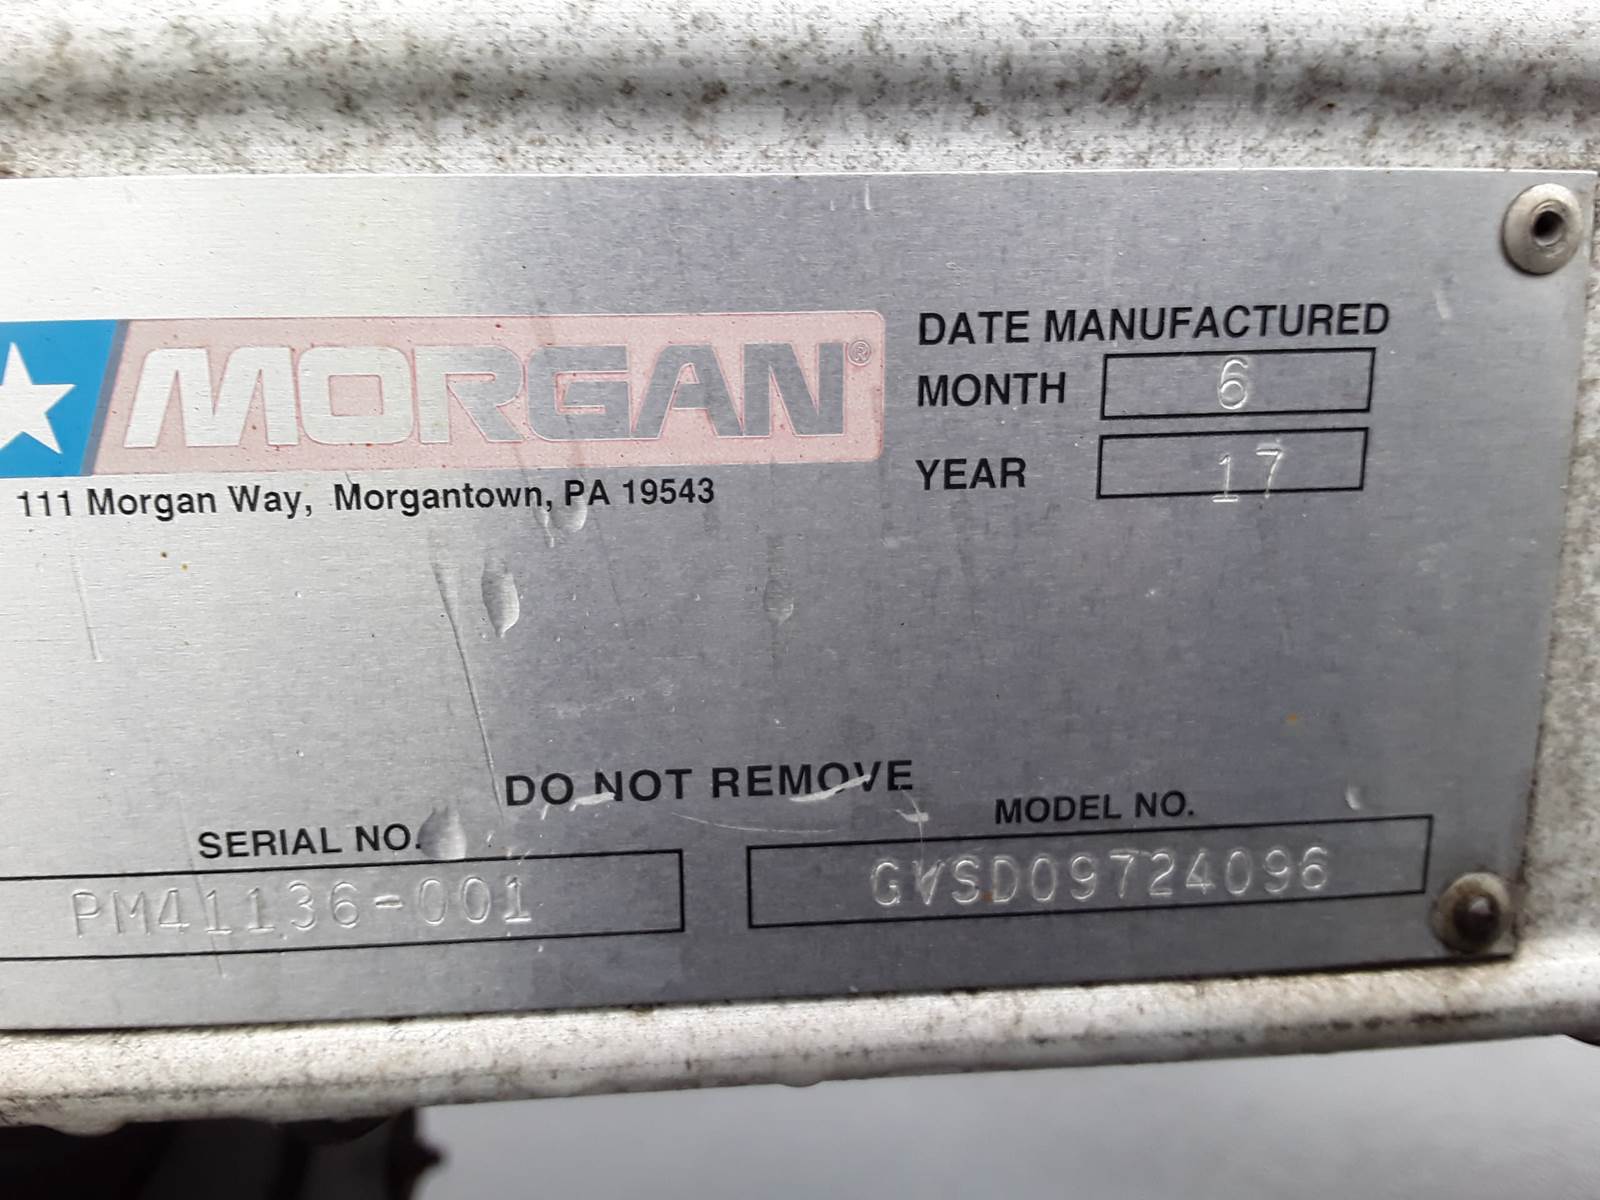 MORGAN®
111 Morgan Way, Morgantown, PA 19543
DATE MANUFACTURED
MONTH 6
YEAR 17
DO NOT REMOVE
SERIAL NO.
PM41136-001
MODEL NO.
GVSD09724096